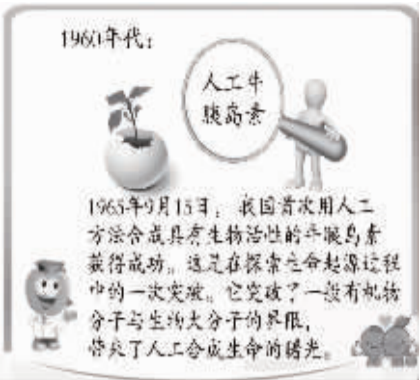 1960年代：
人工牛
胰岛素
1965年9月15日，我国首次用人工
方法合成具有生物活性的牛胰岛素
获得成功。这是在探索生命起源过程
中的一次突破。它突破了一般有机物
分子与生物大分子的界限，
带来了人工合成生命的曙光。